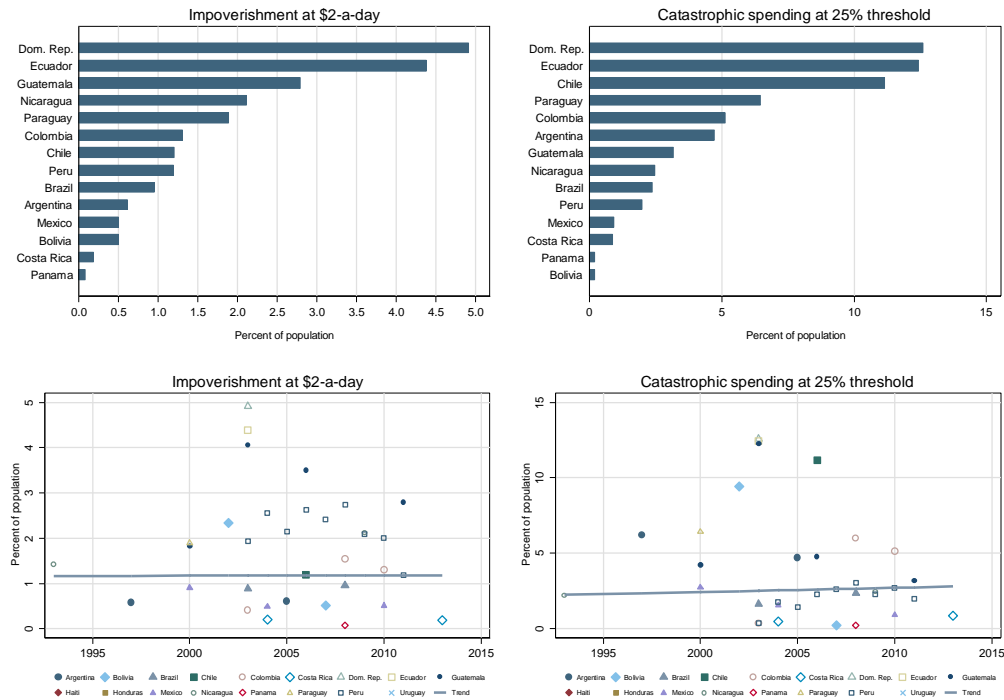 Impoverishment at $2-a-day
Dom. Rep.
Ecuador
Guatemala
Nicaragua
Paraguay
Colombia
Chile
Peru
Brazil
Argentina
Mexico
Bolivia
Costa Rica
Panama
0.0 0.5 1.0 1.5 2.0 2.5 3.0 3.5 4.0 4.5 5.0
Percent of population
Catastrophic spending at 25% threshold
Dom. Rep.
Ecuador
Chile
Paraguay
Colombia
Argentina
Guatemala
Nicaragua
Brazil
Peru
Mexico
Costa Rica
Panama
Bolivia
0 5 10 15
Percent of population
Impoverishment at $2-a-day
Percent of population
5
4
3
2
1
0
1995 2000 2005 2010 2015
Argentina Bolivia Brazil Chile Colombia Costa Rica Dom. Rep. Ecuador Guatemala
Haiti Honduras Mexico Nicaragua Panama Paraguay Peru Uruguay Trend
Catastrophic spending at 25% threshold
Percent of population
15
10
5
0
1995 2000 2005 2010 2015
Argentina Bolivia Brazil Chile Colombia Costa Rica Dom. Rep. Ecuador Guatemala
Haiti Honduras Mexico Nicaragua Panama Paraguay Peru Uruguay Trend